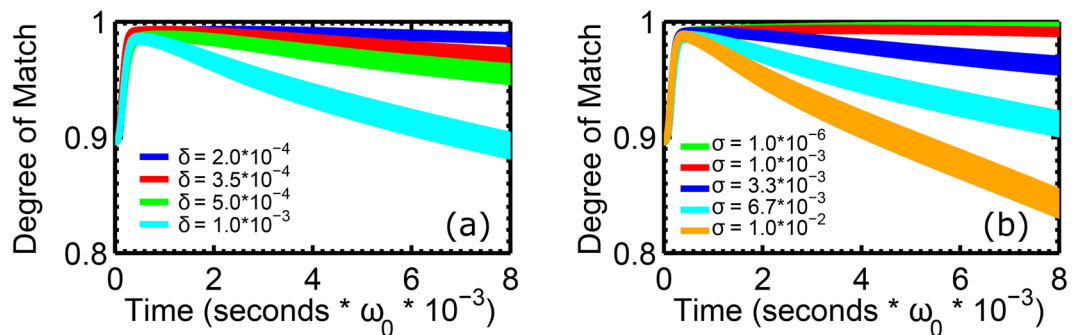 Degree of Match
1
0.9
0.8
δ = 2.0*10⁻⁴
δ = 3.5*10⁻⁴
δ = 5.0*10⁻⁴
δ = 1.0*10⁻³
(a)
0 2 4 6 8
Time (seconds * ω₀ * 10⁻³)
Degree of Match
1
0.9
0.8
σ = 1.0*10⁻⁶
σ = 1.0*10⁻³
σ = 3.3*10⁻³
σ = 6.7*10⁻³
σ = 1.0*10⁻²
(b)
0 2 4 6 8
Time (seconds * ω₀ * 10⁻³)